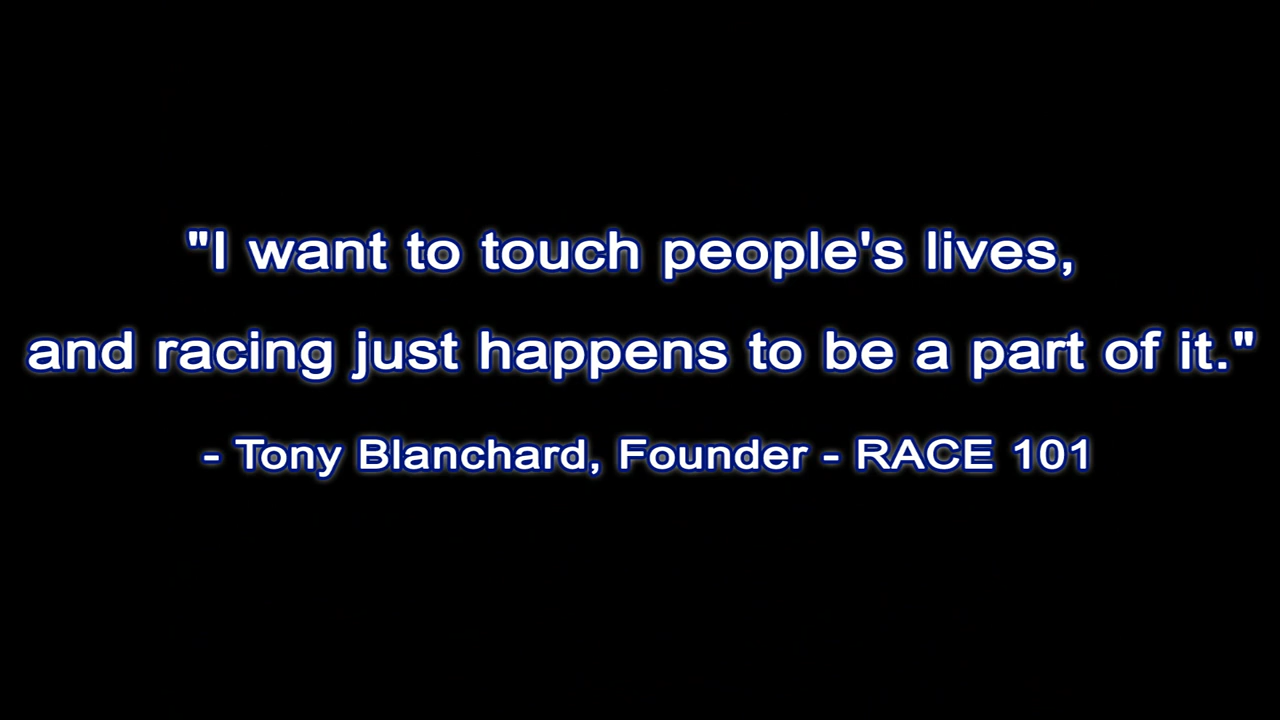 "I want to touch people's lives,
and racing just happens to be a part of it."
- Tony Blanchard, Founder - RACE 101